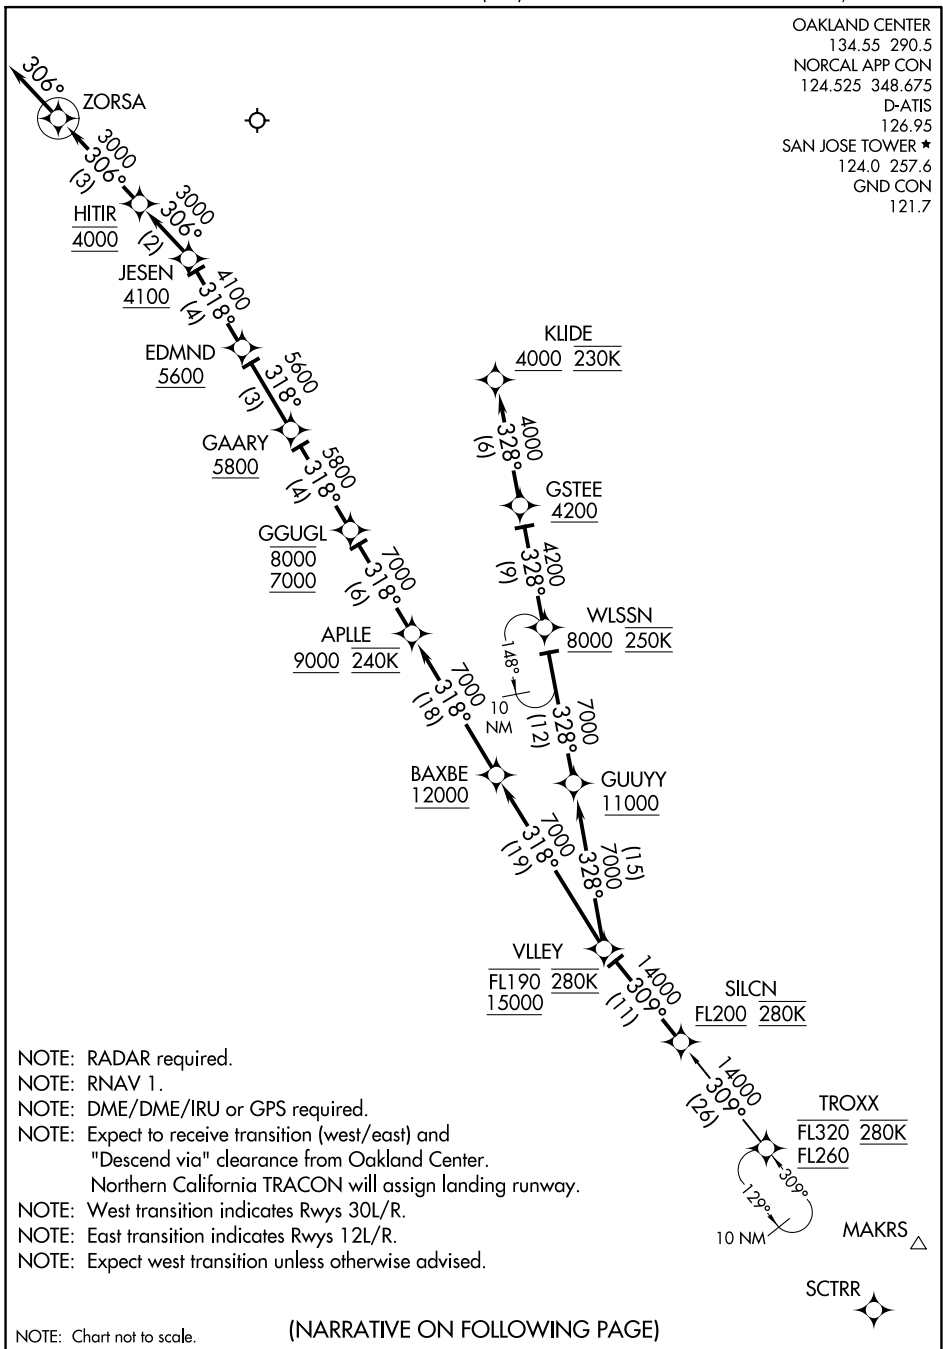 OAKLAND CENTER
134.55 290.5
NORCAL APP CON
124.525 348.675
D-ATIS
126.95
SAN JOSE TOWER ★
124.0 257.6
GND CON
121.7
306°
ZORSA
3000
306°
(3)
HITIR
4000
3000
306°
(2)
JESEN
4100
4100
318°
(4)
EDMND
5600
5600
318°
(3)
GAARY
5800
5800
318°
(4)
GGUGL
8000
7000
7000
318°
(6)
APLLE
9000 240K
7000
318°
(18)
BAXBE
12000
7000
318°
(19)
KLIDE
4000 230K
4000
328°
(6)
GSTEE
4200
4200
328°
(9)
WLSSN
8000 250K
148°
10
NM
7000
328°
(12)
GUUYY
11000
(15)
7000
328°
VLLEY
FL190 280K
15000
14000
309°
(11)
SILCN
FL200 280K
14000
309°
(26)
TROXX
FL320 280K
FL260
309°
129°
10 NM
MAKRS
SCTRR
NOTE: RADAR required.
NOTE: RNAV 1.
NOTE: DME/DME/IRU or GPS required.
NOTE: Expect to receive transition (west/east) and
"Descend via" clearance from Oakland Center.
Northern California TRACON will assign landing runway.
NOTE: West transition indicates Rwys 30L/R.
NOTE: East transition indicates Rwys 12L/R.
NOTE: Expect west transition unless otherwise advised.
NOTE: Chart not to scale.
(NARRATIVE ON FOLLOWING PAGE)